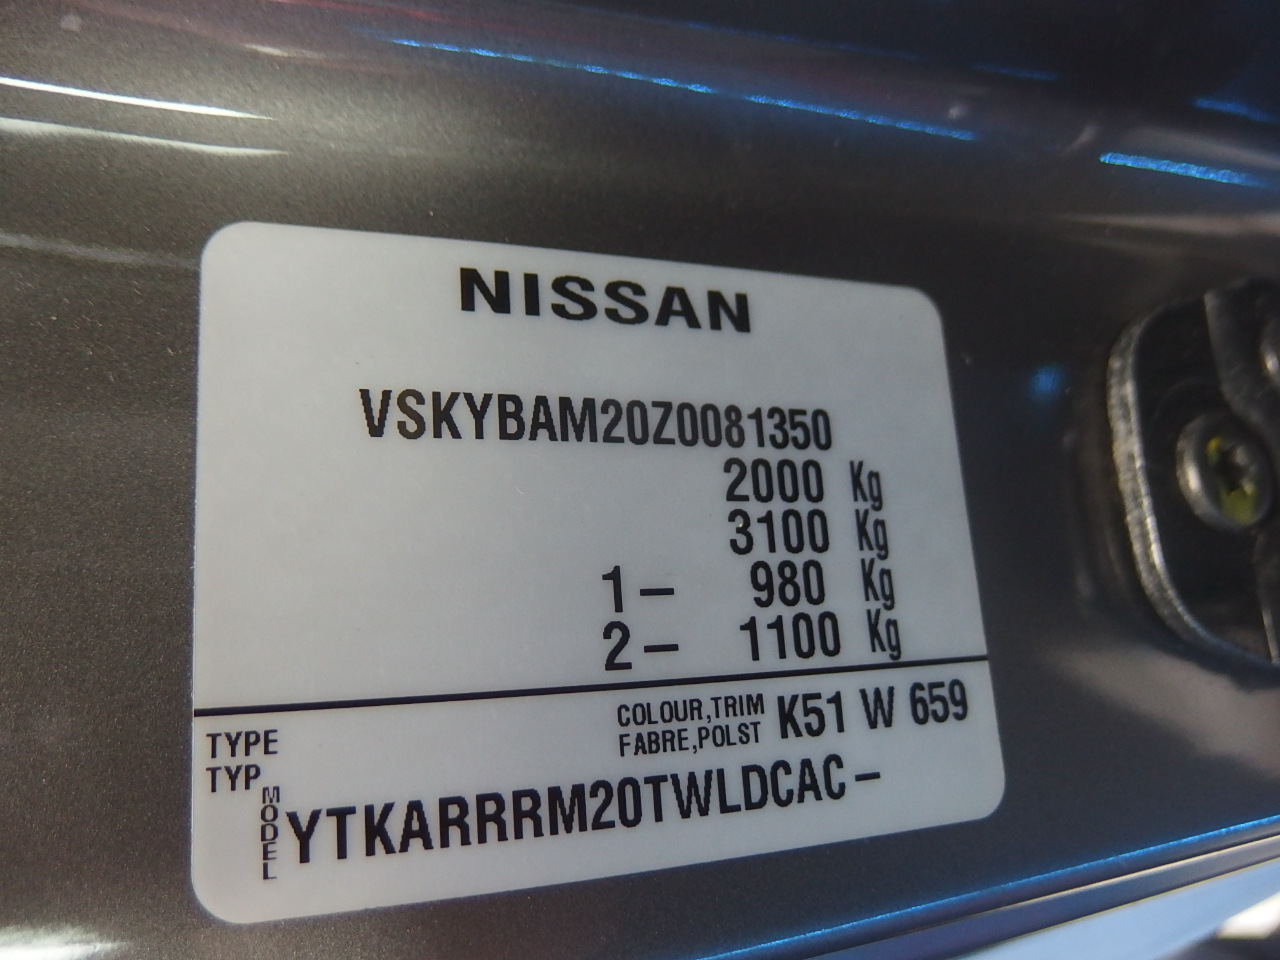 NISSAN
VSKYBAM20Z0081350
2000 Kg
3100 Kg
1- 980 Kg
2- 1100 Kg
COLOUR,TRIM K51 W 659
FABRE,POLST
TYPE
TYP
MODEL YTKARRRM20TWLDCAC-